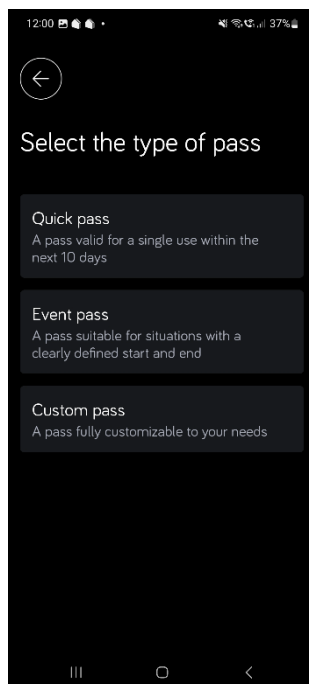 12:00
37%
Select the type of pass
Quick pass
A pass valid for a single use within the
next 10 days
Event pass
A pass suitable for situations with a
clearly defined start and end
Custom pass
A pass fully customizable to your needs